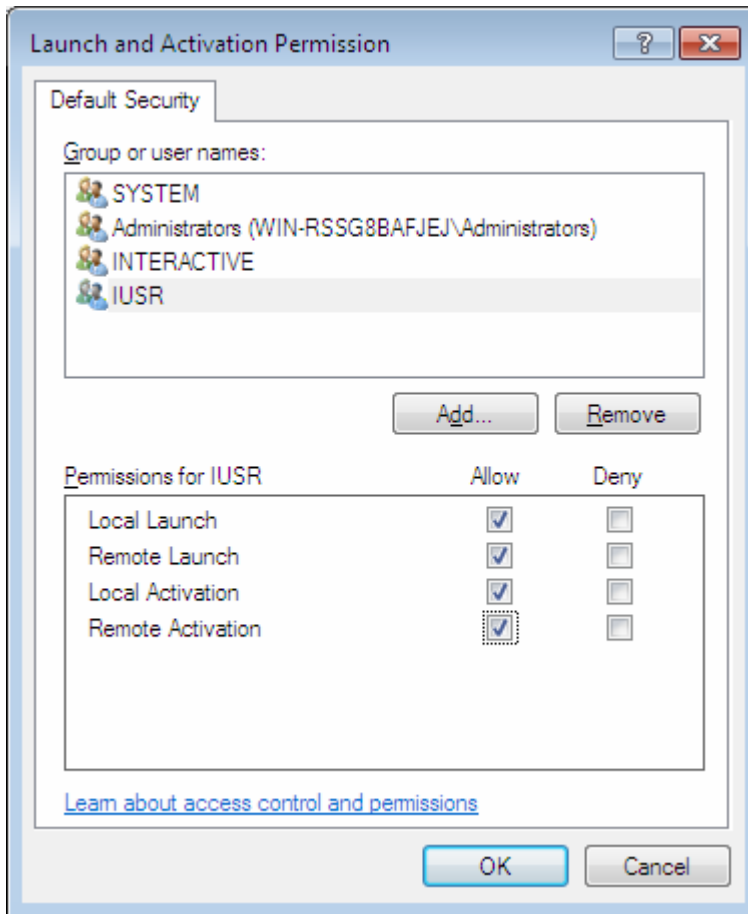 Launch and Activation Permission
Default Security
Group or user names:
SYSTEM
Administrators (WIN-RSSG8BAFJEJ\Administrators)
INTERACTIVE
IUSR
Add... Remove
Permissions for IUSR Allow Deny
Local Launch
Remote Launch
Local Activation
Remote Activation
Learn about access control and permissions
OK Cancel